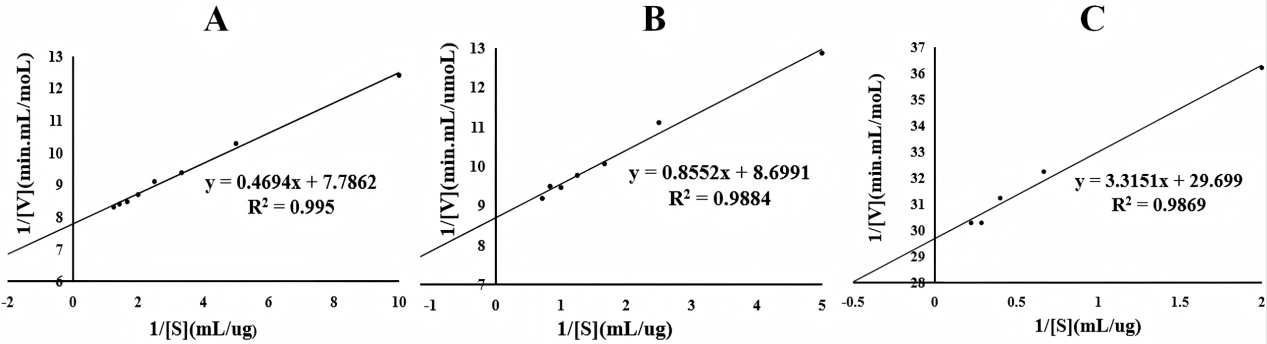 A
1/[V](min.mL/moL)
13
12
11
10
9
8
7
6
y = 0.4694x + 7.7862
R² = 0.995
-2 0 2 4 6 8 10
1/[S](mL/ug)
B
1/[V](min.mL/umoL)
13
12
11
10
9
8
7
y = 0.8552x + 8.6991
R² = 0.9884
-1 0 1 2 3 4 5
1/[S](mL/ug)
C
1/[V](min.mL/moL)
37
36
35
34
33
32
31
30
29
28
y = 3.3151x + 29.699
R² = 0.9869
-0.5 0 0.5 1 1.5 2
1/[S](mL/ug)